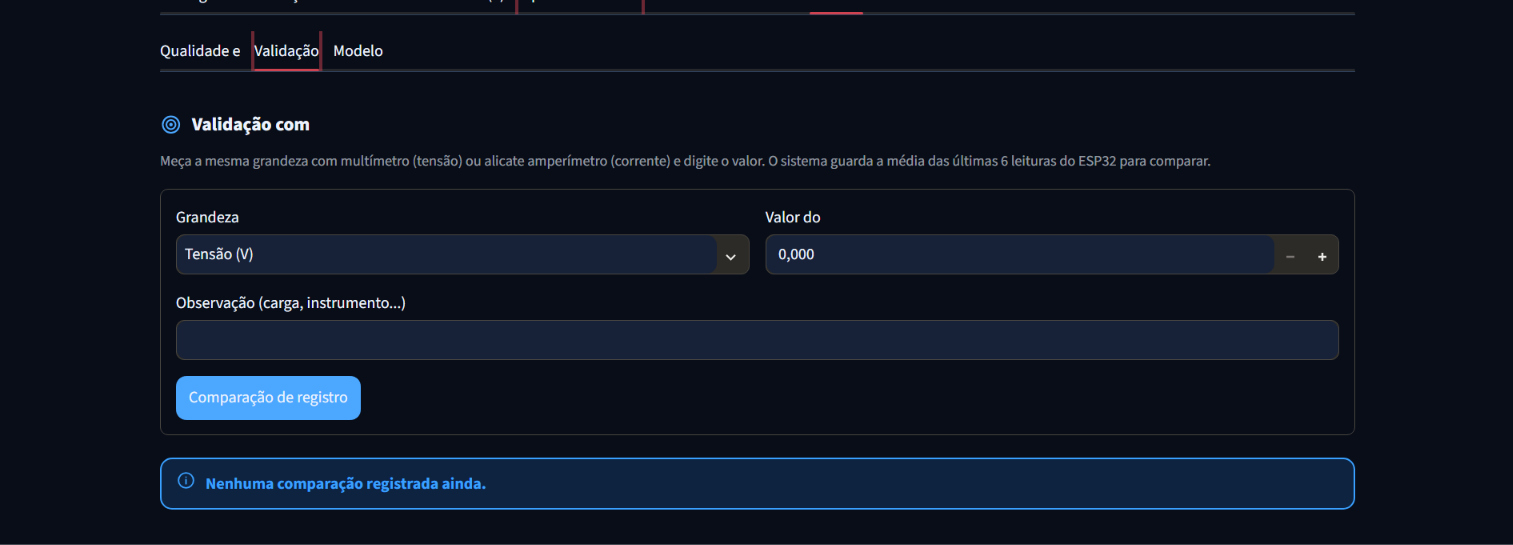 Qualidade e Validação Modelo
Validação com
Meça a mesma grandeza com multímetro (tensão) ou alicate amperímetro (corrente) e digite o valor. O sistema guarda a média das últimas 6 leituras do ESP32 para comparar.
Grandeza Valor do
Tensão (V) 0,000 − +
Observação (carga, instrumento...)
Comparação de registro
Nenhuma comparação registrada ainda.